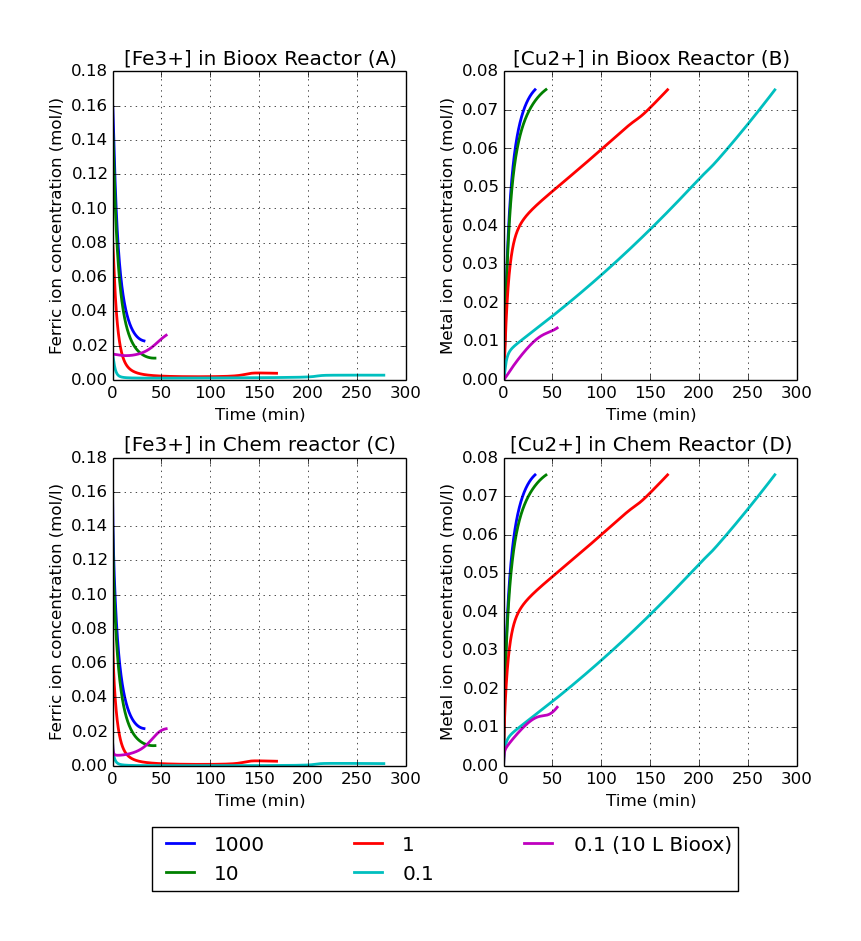 [Fe3+] in Bioox Reactor (A)
Ferric ion concentration (mol/l)
0.18
0.16
0.14
0.12
0.10
0.08
0.06
0.04
0.02
0.00
0 50 100 150 200 250 300
Time (min)
[Cu2+] in Bioox Reactor (B)
Metal ion concentration (mol/l)
0.08
0.07
0.06
0.05
0.04
0.03
0.02
0.01
0.00
0 50 100 150 200 250 300
Time (min)
[Fe3+] in Chem reactor (C)
Ferric ion concentration (mol/l)
0.18
0.16
0.14
0.12
0.10
0.08
0.06
0.04
0.02
0.00
0 50 100 150 200 250 300
Time (min)
[Cu2+] in Chem Reactor (D)
Metal ion concentration (mol/l)
0.08
0.07
0.06
0.05
0.04
0.03
0.02
0.01
0.00
0 50 100 150 200 250 300
Time (min)
1000 1 0.1 (10 L Bioox)
10 0.1